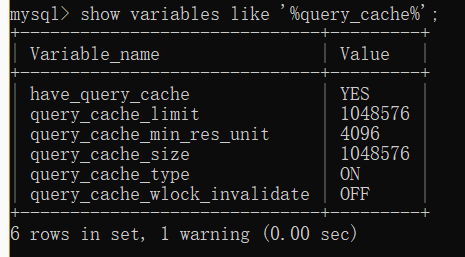 mysql> show variables like '%query_cache%';
+------------------------------+---------+
| Variable_name | Value |
+------------------------------+---------+
| have_query_cache | YES |
| query_cache_limit | 1048576 |
| query_cache_min_res_unit | 4096 |
| query_cache_size | 1048576 |
| query_cache_type | ON |
| query_cache_wlock_invalidate | OFF |
+------------------------------+---------+
6 rows in set, 1 warning (0.00 sec)